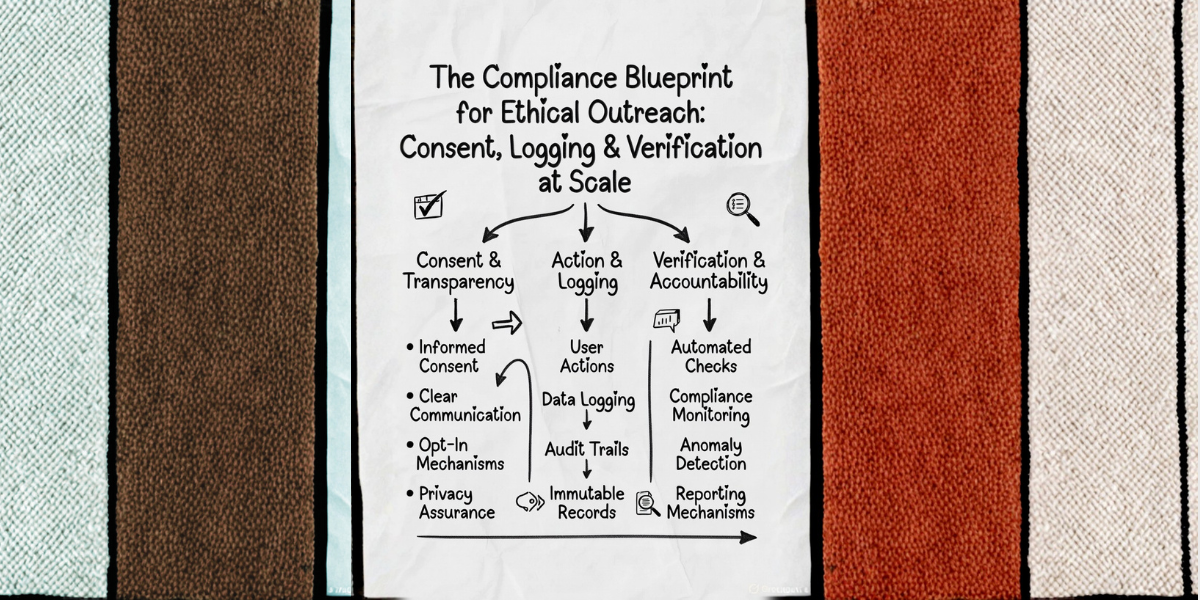 The Compliance Blueprint
for Ethical Outreach:
Consent, Logging & Verification
at Scale
Consent &
Transparency
• Informed
Consent
• Clear
Communication
• Opt-In
Mechanisms
• Privacy
Assurance
Action &
Logging
User
Actions
Data Logging
Audit Trails
Immutable
Records
Verification &
Accountability
Automated
Checks
Compliance
Monitoring
Anomaly
Detection
Reporting
Mechanisms